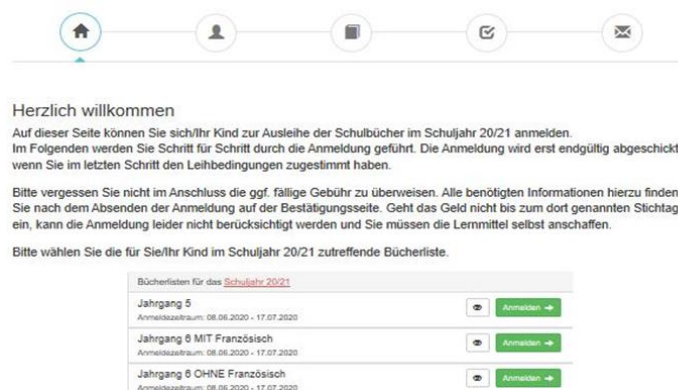 Herzlich willkommen
Auf dieser Seite können Sie sich/Ihr Kind zur Ausleihe der Schulbücher im Schuljahr 20/21 anmelden.
Im Folgenden werden Sie Schritt für Schritt durch die Anmeldung geführt. Die Anmeldung wird erst endgültig abgeschickt
wenn Sie im letzten Schritt den Leihbedingungen zugestimmt haben.
Bitte vergessen Sie nicht im Anschluss die ggf. fällige Gebühr zu überweisen. Alle benötigten Informationen hierzu finden
Sie nach dem Absenden der Anmeldung auf der Bestätigungsseite. Geht das Geld nicht bis zum dort genannten Stichtag
ein, kann die Anmeldung leider nicht berücksichtigt werden und Sie müssen die Lernmittel selbst anschaffen.
Bitte wählen Sie die für Sie/Ihr Kind im Schuljahr 20/21 zutreffende Bücherliste.
Bücherlisten für das Schuljahr 20/21
Jahrgang 5
Anmeldezeitraum: 08.06.2020 - 17.07.2020
Anmelden
Jahrgang 6 MIT Französisch
Anmeldezeitraum: 08.06.2020 - 17.07.2020
Anmelden
Jahrgang 6 OHNE Französisch
Anmeldezeitraum: 08.06.2020 - 17.07.2020
Anmelden